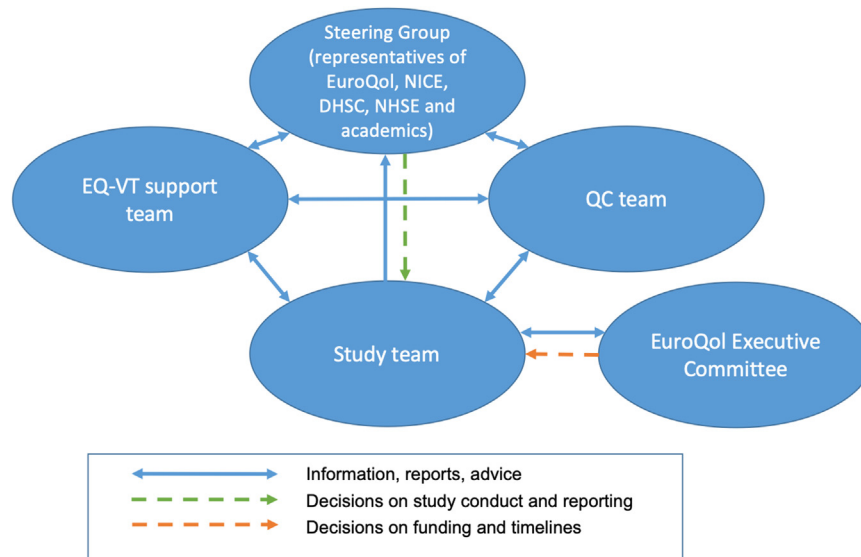 Steering Group
(representatives of
EuroQol, NICE,
DHSC, NHSE and
academics)
EQ-VT support
team
QC team
Study team
EuroQol Executive
Committee
Information, reports, advice
Decisions on study conduct and reporting
Decisions on funding and timelines